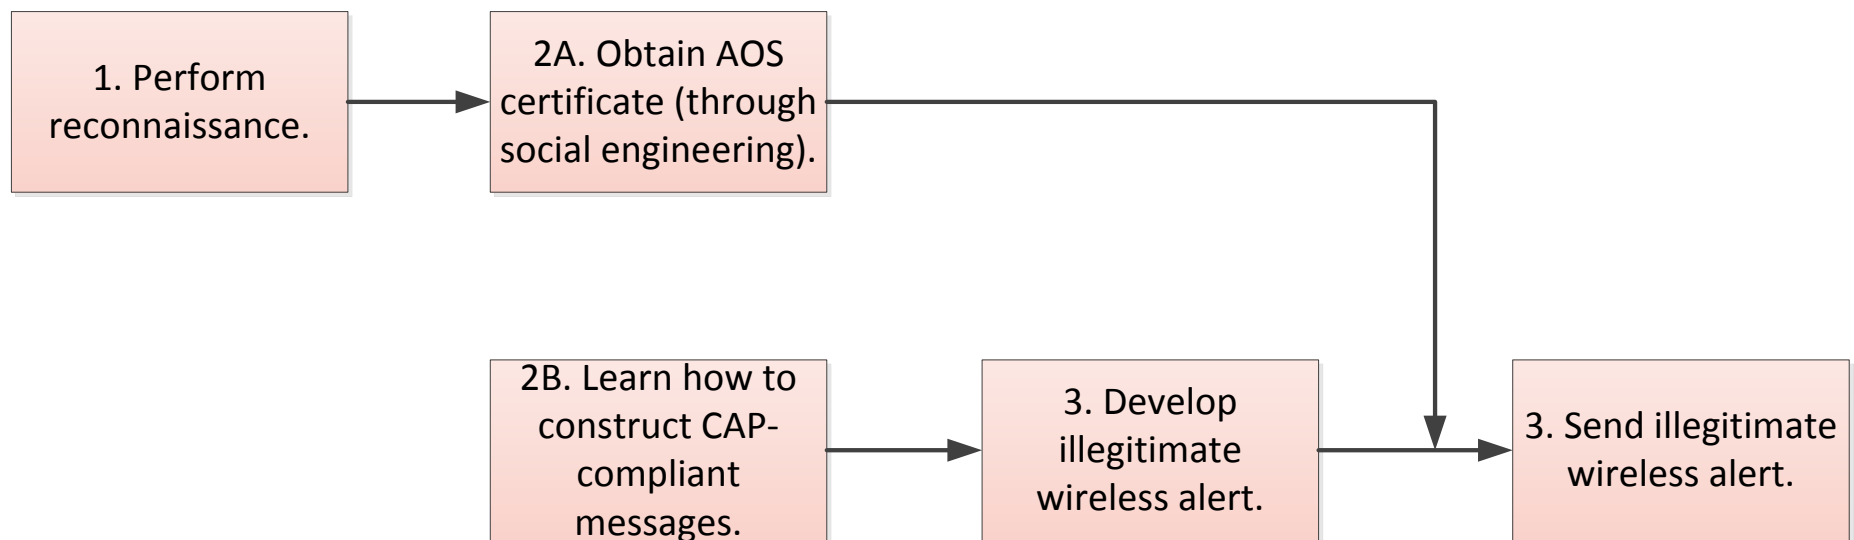 1. Perform
reconnaissance.
2A. Obtain AOS
certificate (through
social engineering).
2B. Learn how to
construct CAP-
compliant
messages.
3. Develop
illegitimate
wireless alert.
3. Send illegitimate
wireless alert.